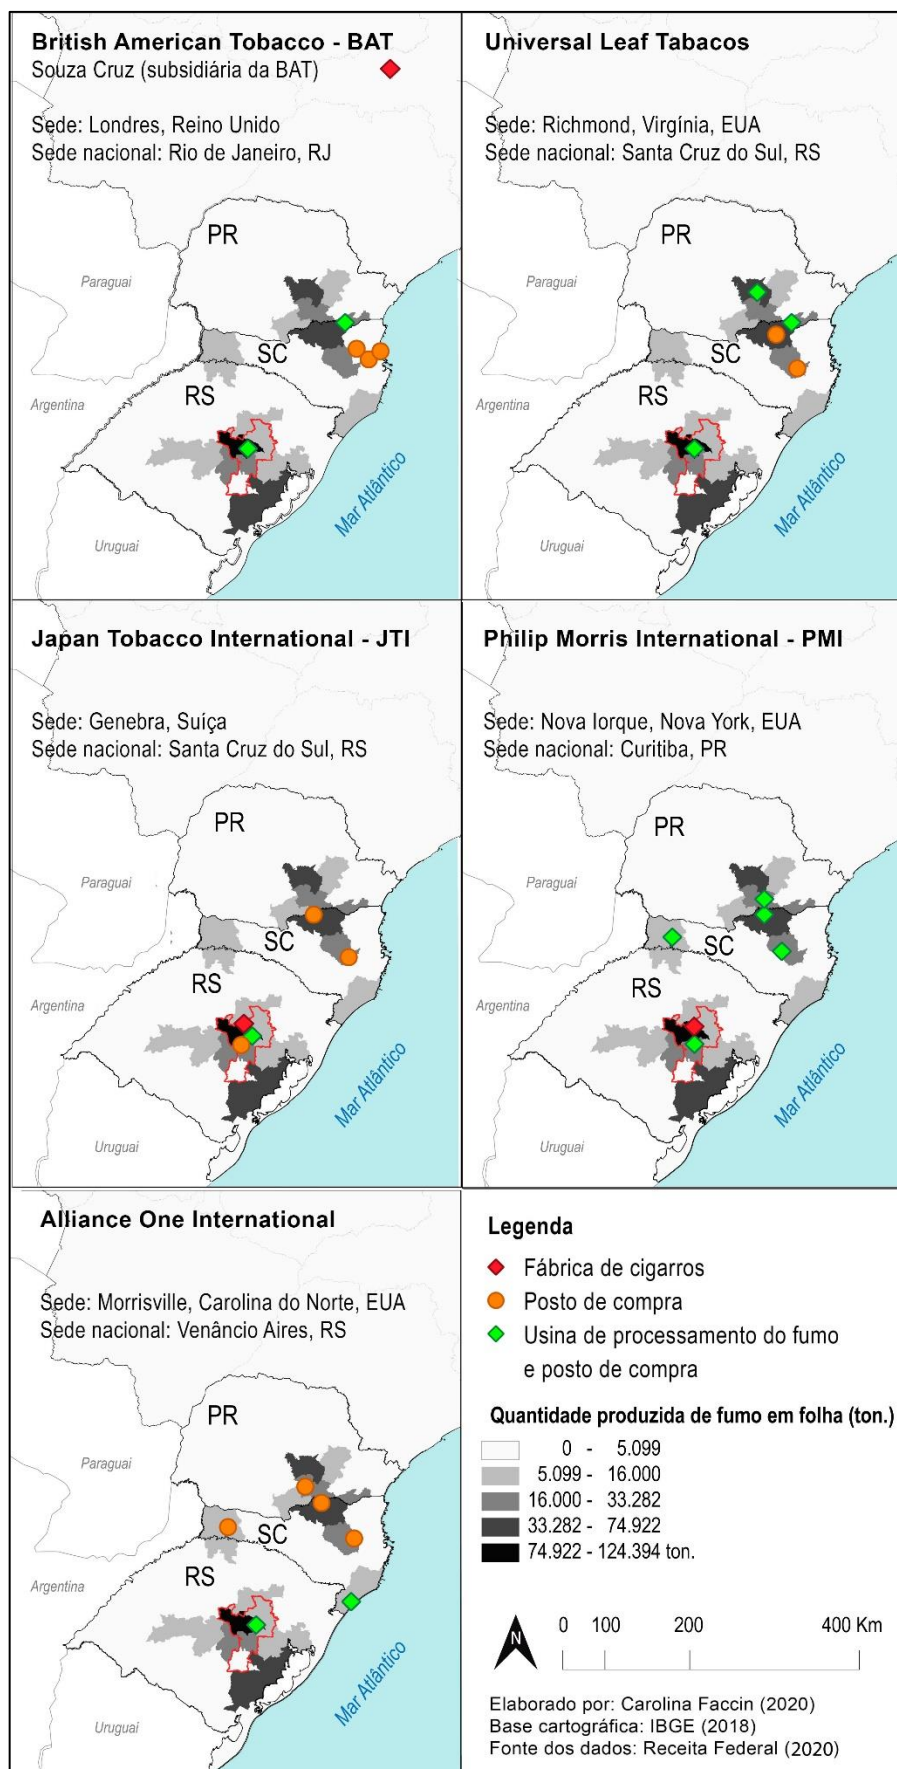 British American Tobacco - BAT
Souza Cruz (subsidiária da BAT)
Sede: Londres, Reino Unido
Sede nacional: Rio de Janeiro, RJ
PR
Paraguai
SC
RS
Argentina
Mar Atlântico
Uruguai
Universal Leaf Tabacos
Sede: Richmond, Virgínia, EUA
Sede nacional: Santa Cruz do Sul, RS
PR
Paraguai
SC
RS
Argentina
Mar Atlântico
Uruguai
Japan Tobacco International - JTI
Sede: Genebra, Suíça
Sede nacional: Santa Cruz do Sul, RS
PR
Paraguai
SC
RS
Argentina
Mar Atlântico
Uruguai
Philip Morris International - PMI
Sede: Nova Iorque, Nova York, EUA
Sede nacional: Curitiba, PR
PR
Paraguai
SC
RS
Argentina
Mar Atlântico
Uruguai
Alliance One International
Sede: Morrisville, Carolina do Norte, EUA
Sede nacional: Venâncio Aires, RS
PR
Paraguai
SC
RS
Argentina
Mar Atlântico
Uruguai
Legenda
Fábrica de cigarros
Posto de compra
Usina de processamento do fumo
e posto de compra
Quantidade produzida de fumo em folha (ton.)
0 - 5.099
5.099 - 16.000
16.000 - 33.282
33.282 - 74.922
74.922 - 124.394 ton.
N
0 100 200 400 Km
Elaborado por: Carolina Faccin (2020)
Base cartográfica: IBGE (2018)
Fonte dos dados: Receita Federal (2020)